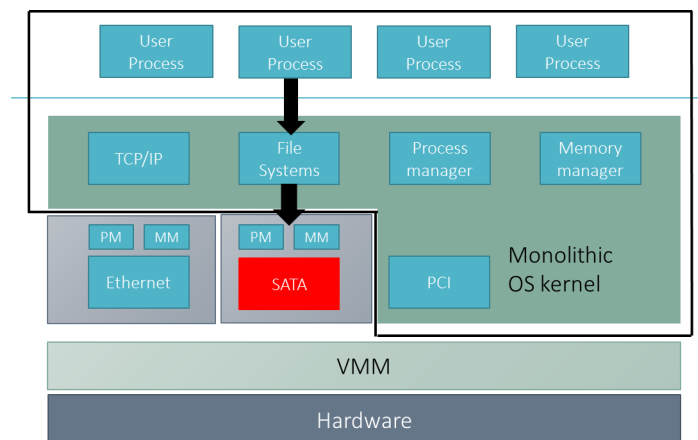 User
Process
User
Process
User
Process
User
Process
TCP/IP
File
Systems
Process
manager
Memory
manager
PM
MM
Ethernet
PM
MM
SATA
PCI
Monolithic
OS kernel
VMM
Hardware